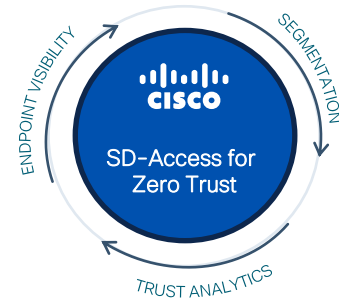 ENDPOINT VISIBILITY
SEGMENTATION
CISCO
SD-Access for
Zero Trust
TRUST ANALYTICS